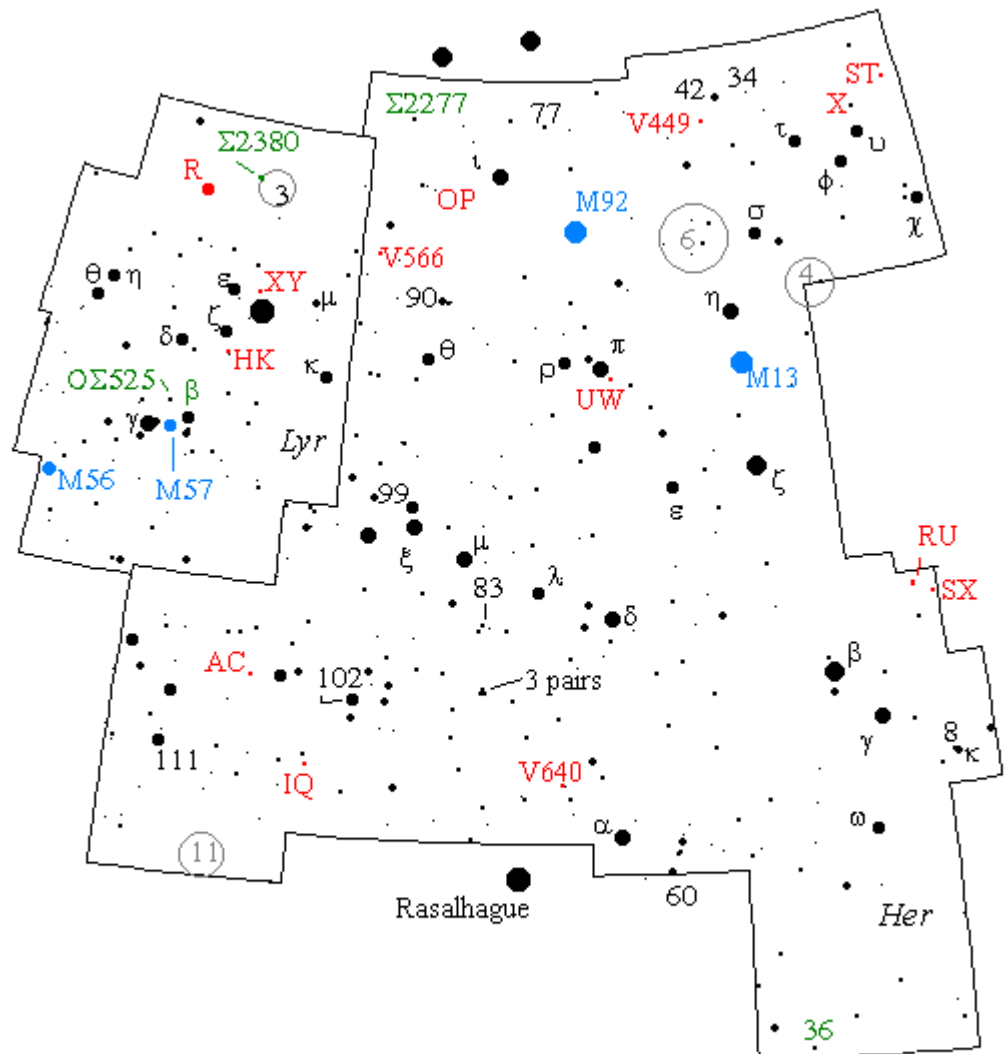 ST
Σ2277
77
42
34
X
V449
Σ2380
τ
υ
R
3
ι
OP
φ
M92
χ
σ
6
V566
4
θ
η
ε
XY
μ
90
η
ζ
δ
HK
κ
θ
ρ
π
M13
UW
ΟΣ525
β
γ
Lyr
M56
M57
99
ζ
ε
ξ
μ
RU
83
λ
SX
δ
AC
102
3 pairs
β
111
IQ
V640
γ
8
κ
α
ω
11
Rasalhague
60
Her
36